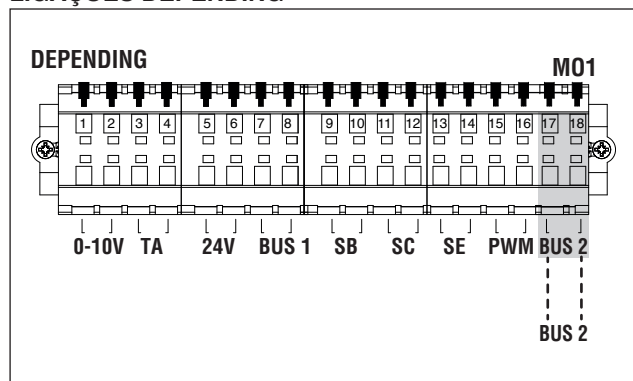 DEPENDING
MO1
1 2 3 4 5 6 7 8 9 10 11 12 13 14 15 16 17 18
0-10V TA 24V BUS 1 SB SC SE PWM BUS 2
BUS 2